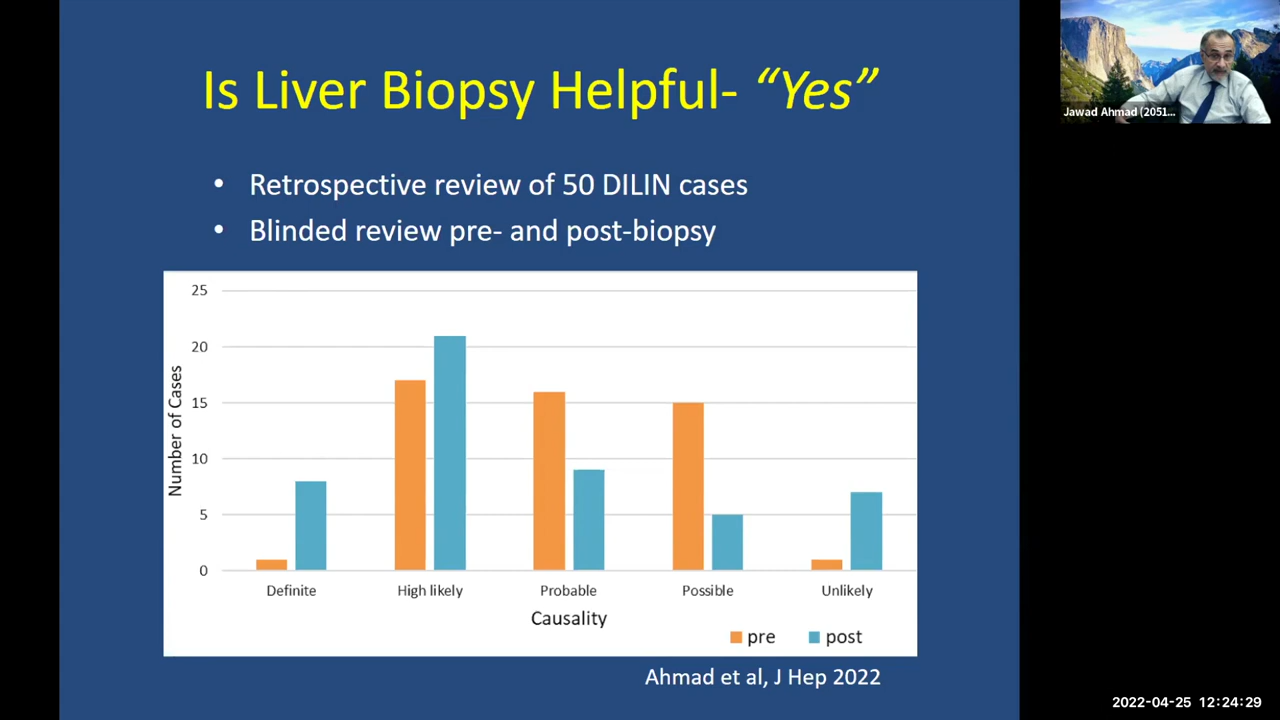 Is Liver Biopsy Helpful- “Yes”
• Retrospective review of 50 DILIN cases
• Blinded review pre- and post-biopsy
25
20
15
10
5
0
Number of Cases
Definite
High likely
Probable
Possible
Unlikely
Causality
pre
post
Ahmad et al, J Hep 2022
Jawad Ahmad (2051...
2022-04-25 12:24:29